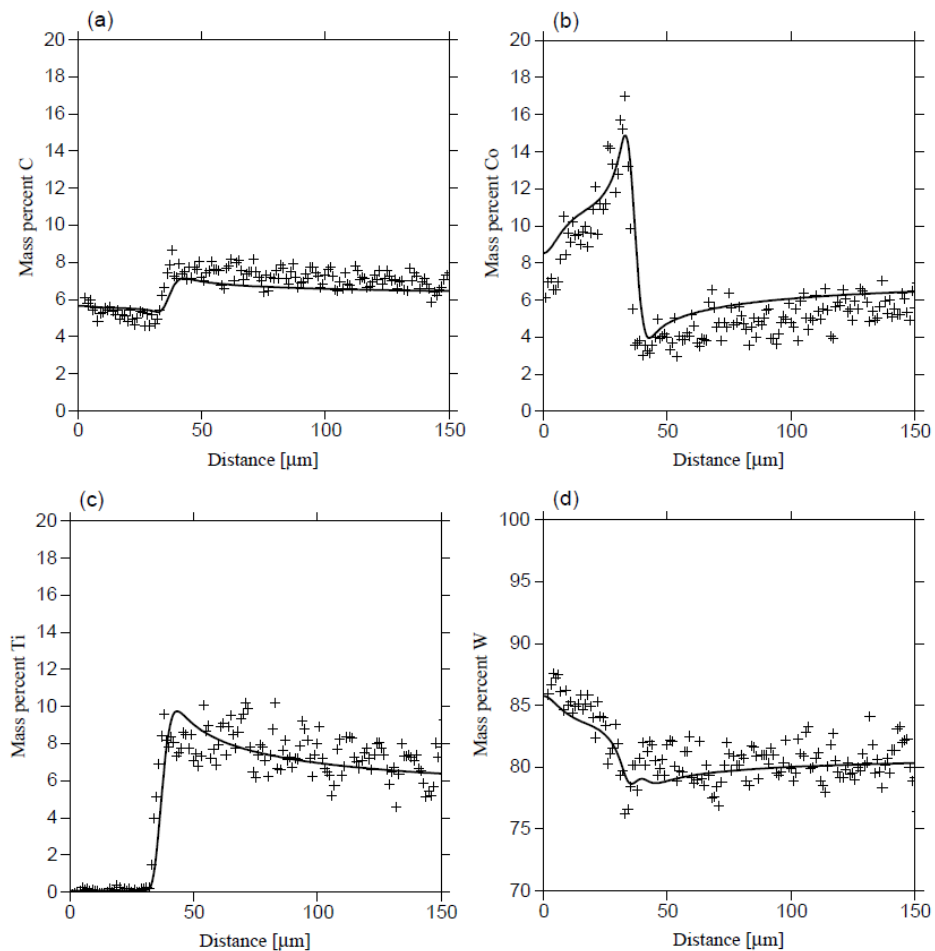 (a)
20
18
16
14
12
10
8
6
4
2
0
Mass percent C
0 50 100 150
Distance [μm]
(b)
20
18
16
14
12
10
8
6
4
2
0
Mass percent Co
0 50 100 150
Distance [μm]
(c)
20
18
16
14
12
10
8
6
4
2
0
Mass percent Ti
0 50 100 150
Distance [μm]
(d)
100
95
90
85
80
75
70
Mass percent W
0 50 100 150
Distance [μm]